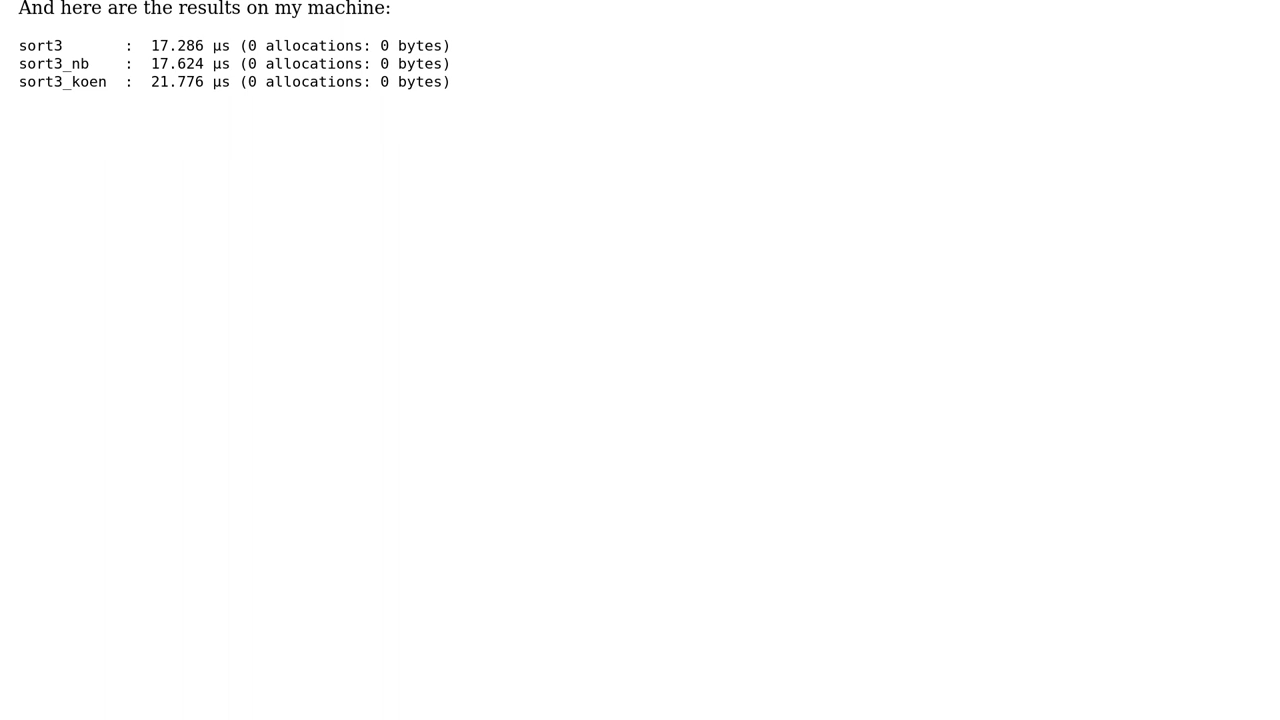 And here are the results on my machine:
sort3       :  17.286 μs (0 allocations: 0 bytes)
sort3_nb    :  17.624 μs (0 allocations: 0 bytes)
sort3_koen  :  21.776 μs (0 allocations: 0 bytes)